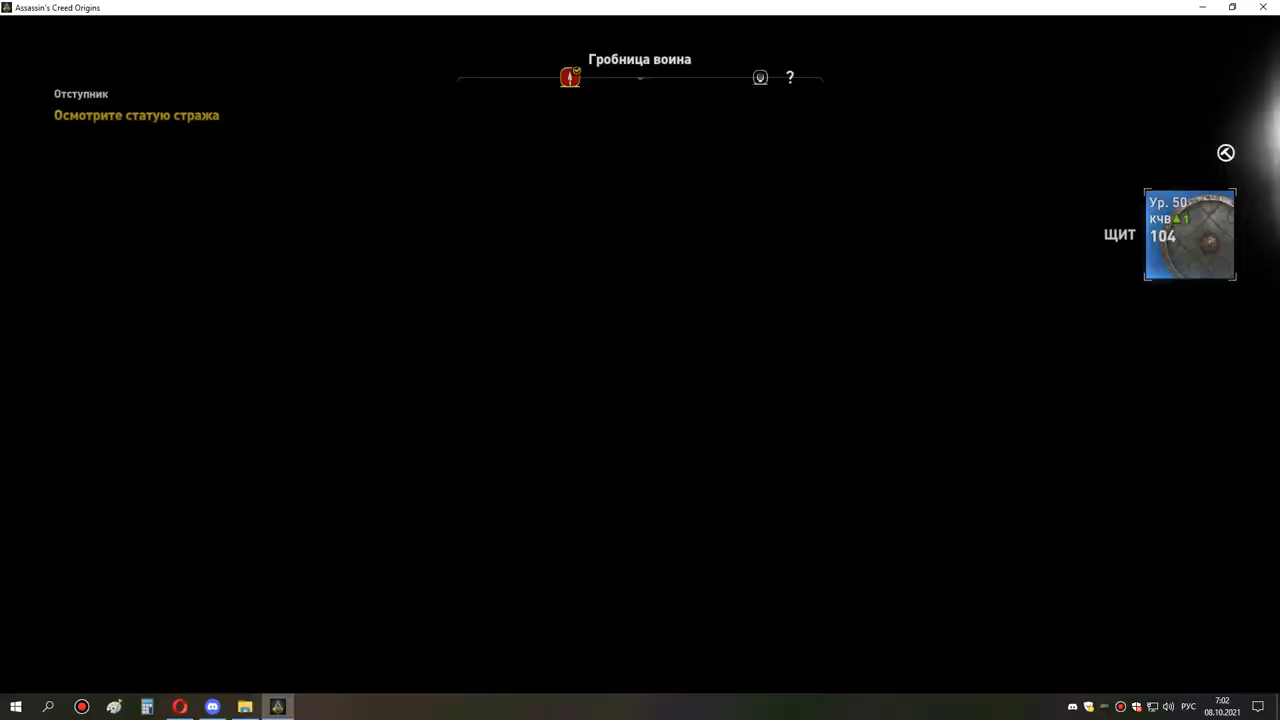 Assassin's Creed Origins
Гробница воина
?
Отступник
Осмотрите статую стража
Ур. 50
КЧВ ▲1
ЩИТ
104
7:02
РУС
08.10.2021